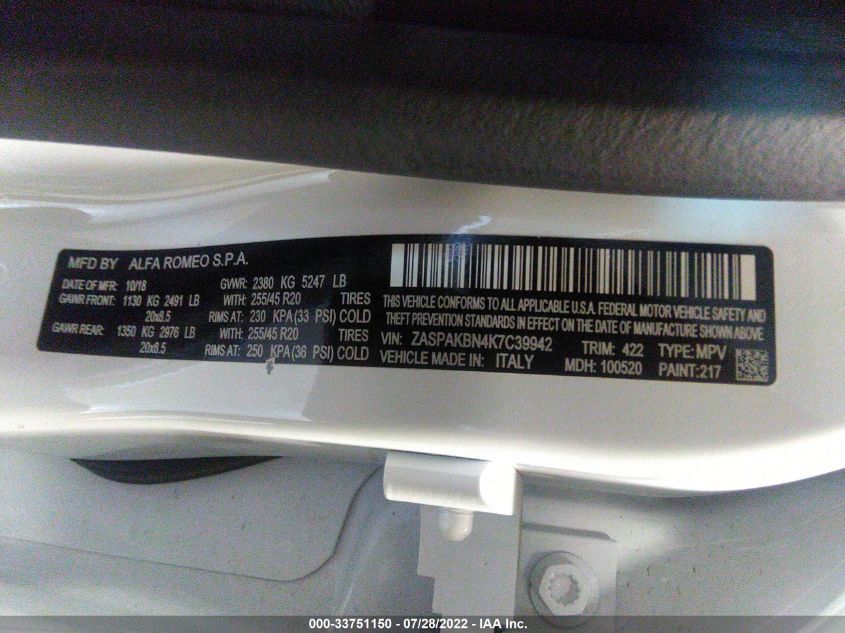 MFD BY ALFA ROMEO S.P.A.
DATE OF MFR: 10/18 GVWR: 2380 KG 5247 LB
GAWR FRONT: 1130 KG 2491 LB WITH: 255/45 R20 TIRES
20x8.5 RIMS AT: 230 KPA (33 PSI) COLD
GAWR REAR: 1350 KG 2976 LB WITH: 255/45 R20 TIRES
20x8.5 RIMS AT: 250 KPA (36 PSI) COLD
THIS VEHICLE CONFORMS TO ALL APPLICABLE U.S.A. FEDERAL MOTOR VEHICLE SAFETY AND
THEFT PREVENTION STANDARDS IN EFFECT ON THE DATE OF MANUFACTURE SHOWN ABOVE.
VIN: ZASPAKBN4K7C39942 TRIM: 422 TYPE: MPV
VEHICLE MADE IN: ITALY MDH: 100520 PAINT:217
000-33751150 - 07/28/2022 - IAA Inc.